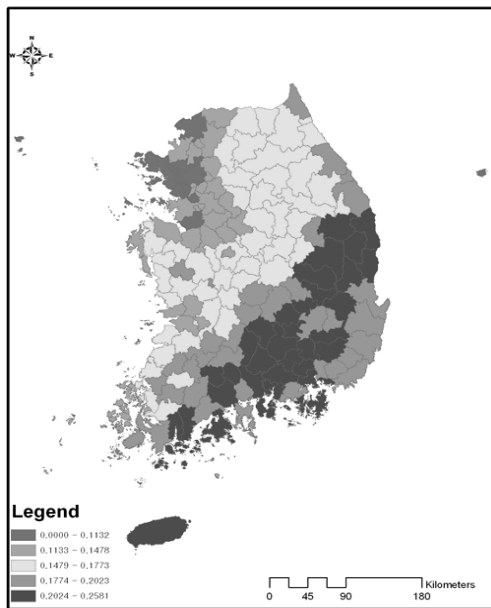 N
W E
S
Legend
0,0000 - 0,1132
0,1133 - 0,1478
0,1479 - 0,1773
0,1774 - 0,2023
0,2024 - 0,2581
Kilometers
0 45 90 180